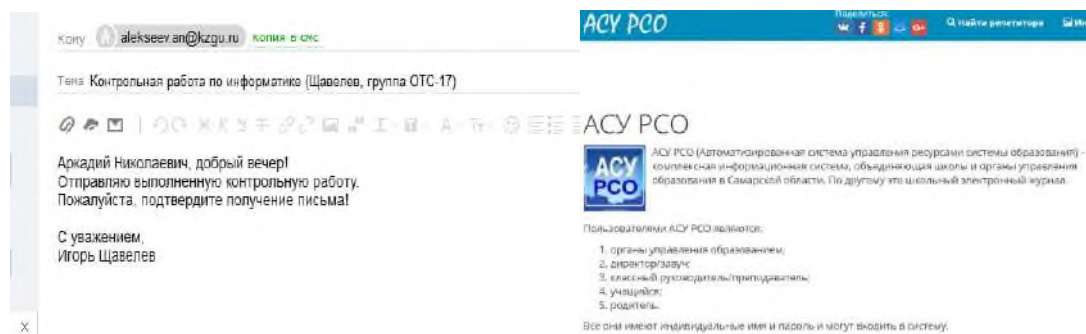 Кому alekseev.an@kzgu.ru копия в смс
Тема Контрольная работа по информатике (Щавелев, группа ОТС-17)
Аркадий Николаевич, добрый вечер!
Отправляю выполненную контрольную работу.
Пожалуйста, подтвердите получение письма!
С уважением,
Игорь Щавелев
X
АСУ РСО
Поделиться:
Найти репетитора
АСУ РСО
АСУ РСО
АСУ РСО (Автоматизированная система управления ресурсами системы образования) -
комплексная информационная система, объединяющая школы и органы управления
образования в Самарской области. По другому это школьный электронный журнал.
Пользователями АСУ РСО являются:
1. органы управления образованием;
2. директор/завуч;
3. классный руководитель/преподаватель;
4. учащийся;
5. родитель.
Все они имеют индивидуальные имя и пароль и могут входить в систему.